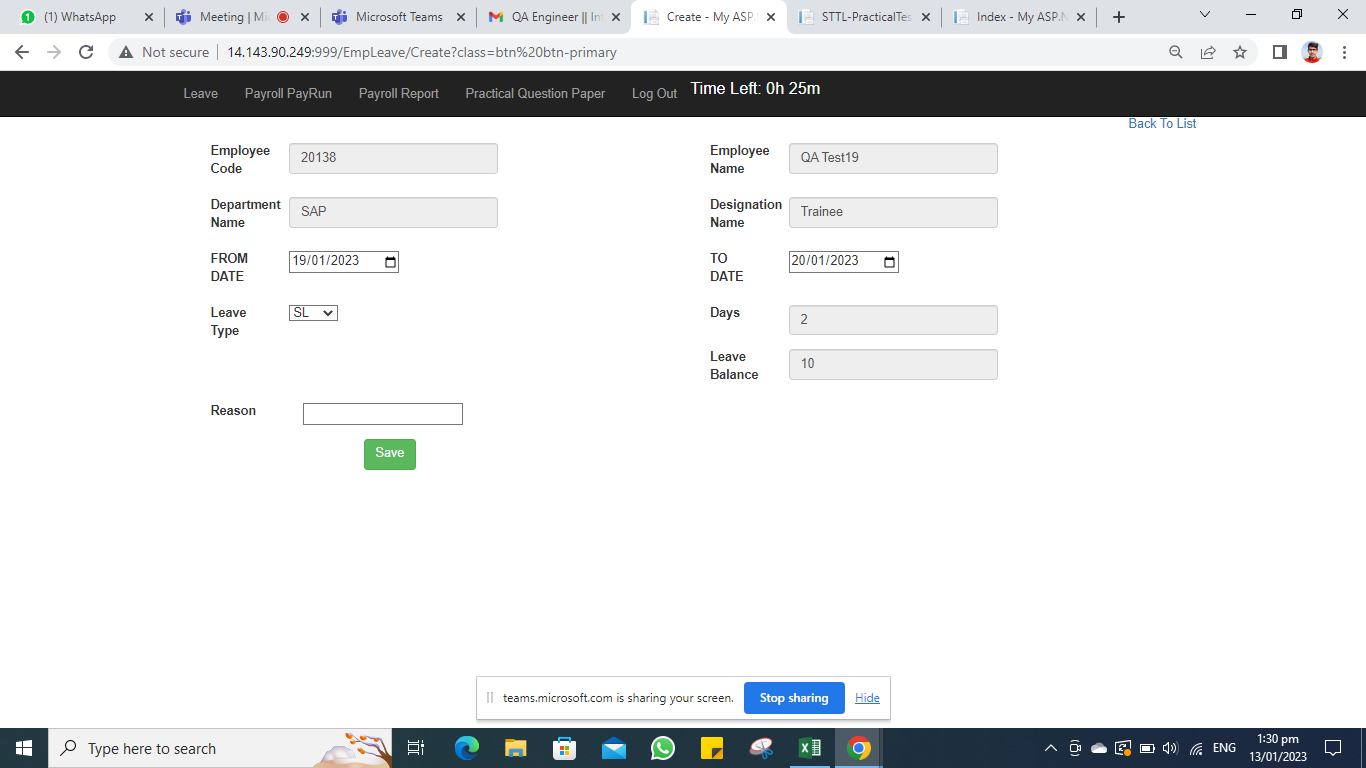 (1) WhatsApp
Meeting | Mi
Microsoft Teams
QA Engineer || In
Create - My ASP.
STTL-PracticalTes
Index - My ASP.N
Not secure
14.143.90.249:999/EmpLeave/Create?class=btn%20btn-primary
Leave Payroll PayRun Payroll Report Practical Question Paper Log Out Time Left: 0h 25m
Back To List
Employee Code
20138
Employee Name
QA Test19
Department Name
SAP
Designation Name
Trainee
FROM DATE
19/01/2023
TO DATE
20/01/2023
Leave Type
SL
Days
2
Leave Balance
10
Reason
Save
teams.microsoft.com is sharing your screen.
Stop sharing
Hide
Type here to search
ENG
1:30 pm
13/01/2023